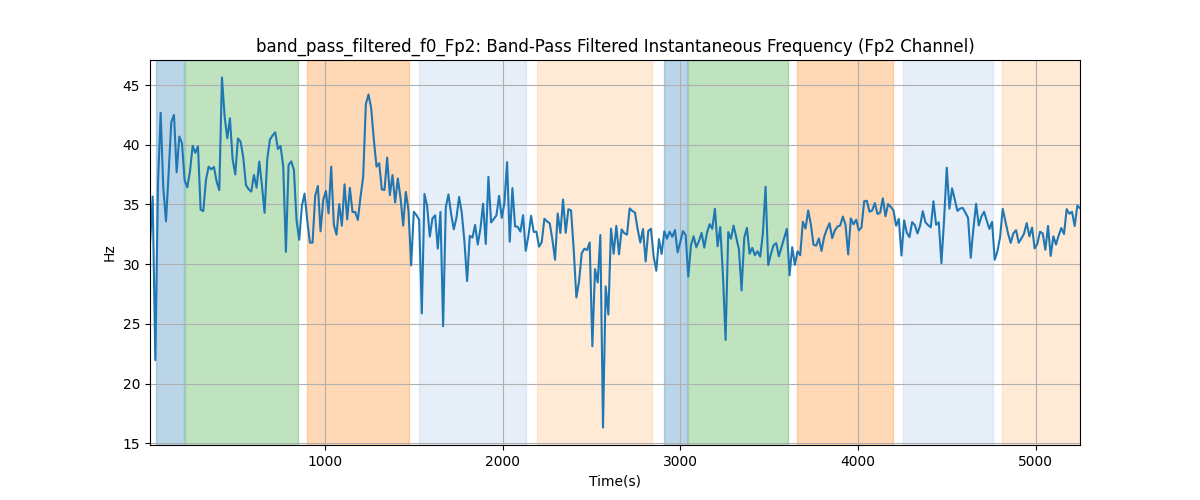 band_pass_filtered_f0_Fp2: Band-Pass Filtered Instantaneous Frequency (Fp2 Channel)
45
40
35
30
25
20
15
Hz
1000 2000 3000 4000 5000
Time(s)